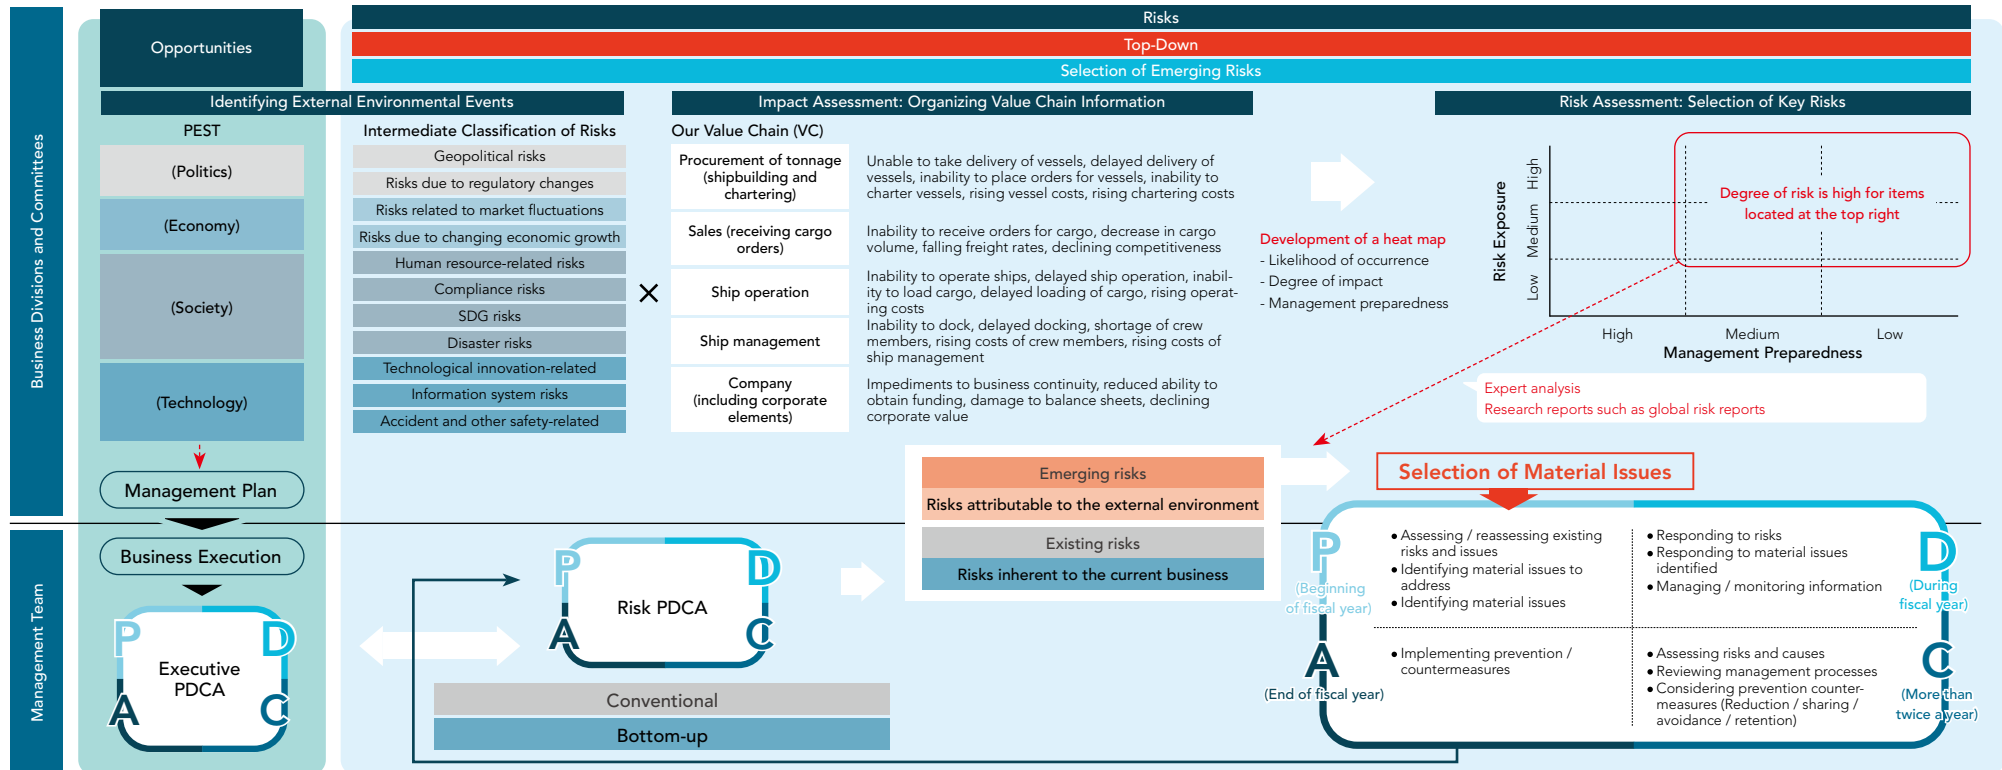 Business Divisions and Committees
Management Team
Opportunities
Risks
Top-Down
Selection of Emerging Risks
Identifying External Environmental Events
Impact Assessment: Organizing Value Chain Information
Risk Assessment: Selection of Key Risks
PEST
(Politics)
(Economy)
(Society)
(Technology)
Management Plan
Business Execution
P
D
Executive
PDCA
A
C
Intermediate Classification of Risks
Geopolitical risks
Risks due to regulatory changes
Risks related to market fluctuations
Risks due to changing economic growth
Human resource-related risks
Compliance risks
SDG risks
Disaster risks
Technological innovation-related
Information system risks
Accident and other safety-related
×
Our Value Chain (VC)
Procurement of tonnage
(shipbuilding and
chartering)
Unable to take delivery of vessels, delayed delivery of
vessels, inability to place orders for vessels, inability to
charter vessels, rising vessel costs, rising chartering costs
Sales (receiving cargo
orders)
Inability to receive orders for cargo, decrease in cargo
volume, falling freight rates, declining competitiveness
Ship operation
Inability to operate ships, delayed ship operation, inabil-
ity to load cargo, delayed loading of cargo, rising operat-
ing costs
Ship management
Inability to dock, delayed docking, shortage of crew
members, rising costs of crew members, rising costs of
ship management
Company
(including corporate
elements)
Impediments to business continuity, reduced ability to
obtain funding, damage to balance sheets, declining
corporate value
Development of a heat map
- Likelihood of occurrence
- Degree of impact
- Management preparedness
Risk Exposure
High
Medium
Low
Degree of risk is high for items
located at the top right
High
Medium
Low
Management Preparedness
Expert analysis
Research reports such as global risk reports
Emerging risks
Risks attributable to the external environment
Existing risks
Risks inherent to the current business
P
D
Risk PDCA
A
C
Conventional
Bottom-up
Selection of Material Issues
P
(Beginning
of fiscal year)
• Assessing / reassessing existing
risks and issues
• Identifying material issues to
address
• Identifying material issues
• Responding to risks
• Responding to material issues
identified
• Managing / monitoring information
D
(During
fiscal year)
A
(End of fiscal year)
• Implementing prevention /
countermeasures
• Assessing risks and causes
• Reviewing management processes
• Considering prevention counter-
measures (Reduction / sharing /
avoidance / retention)
C
(More than
twice a year)